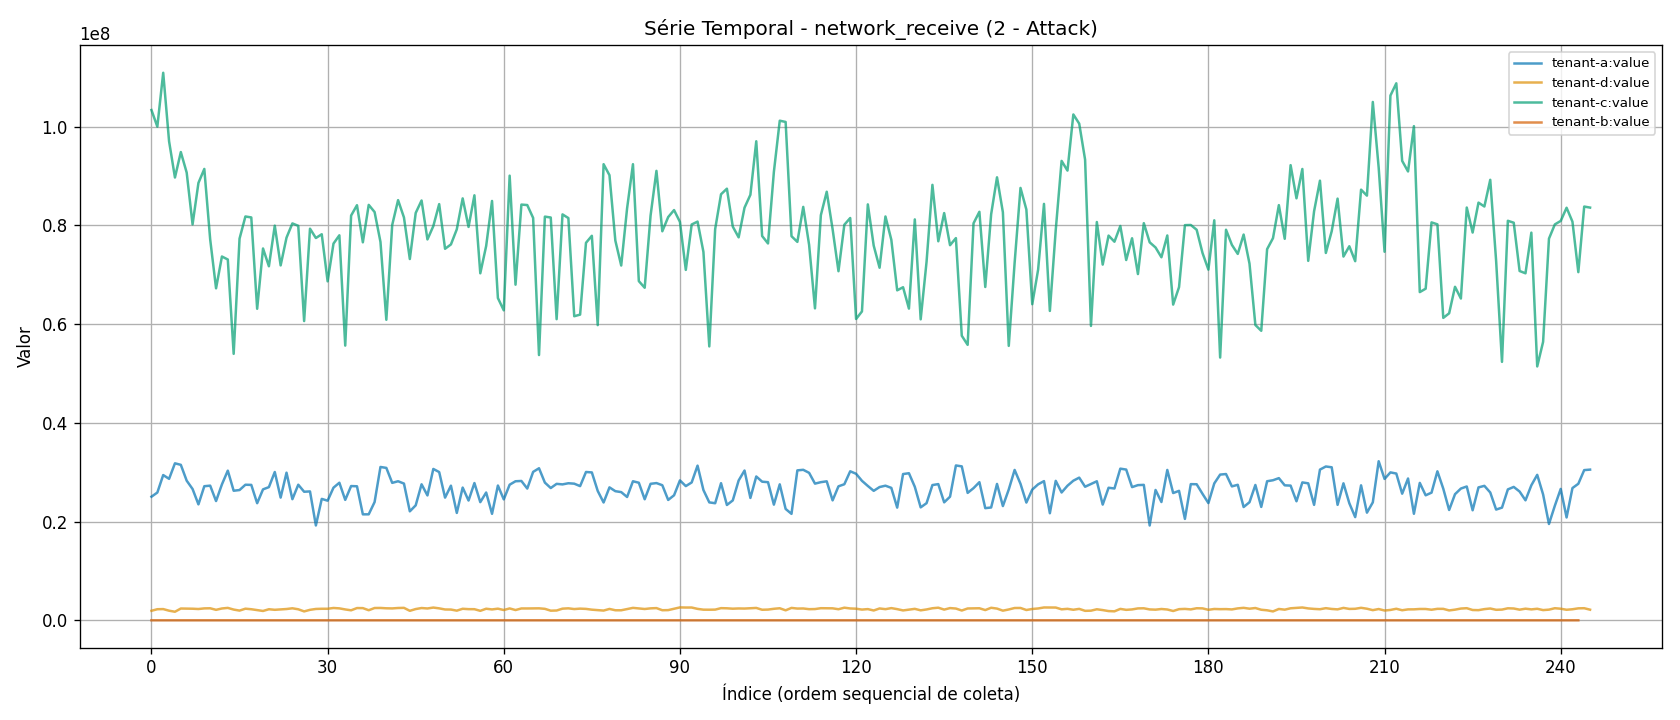 Série Temporal - network_receive (2 - Attack)
1e8
tenant-a:value
tenant-d:value
tenant-c:value
tenant-b:value
1.0
0.8
0.6
0.4
0.2
0.0
Valor
0 30 60 90 120 150 180 210 240
Índice (ordem sequencial de coleta)